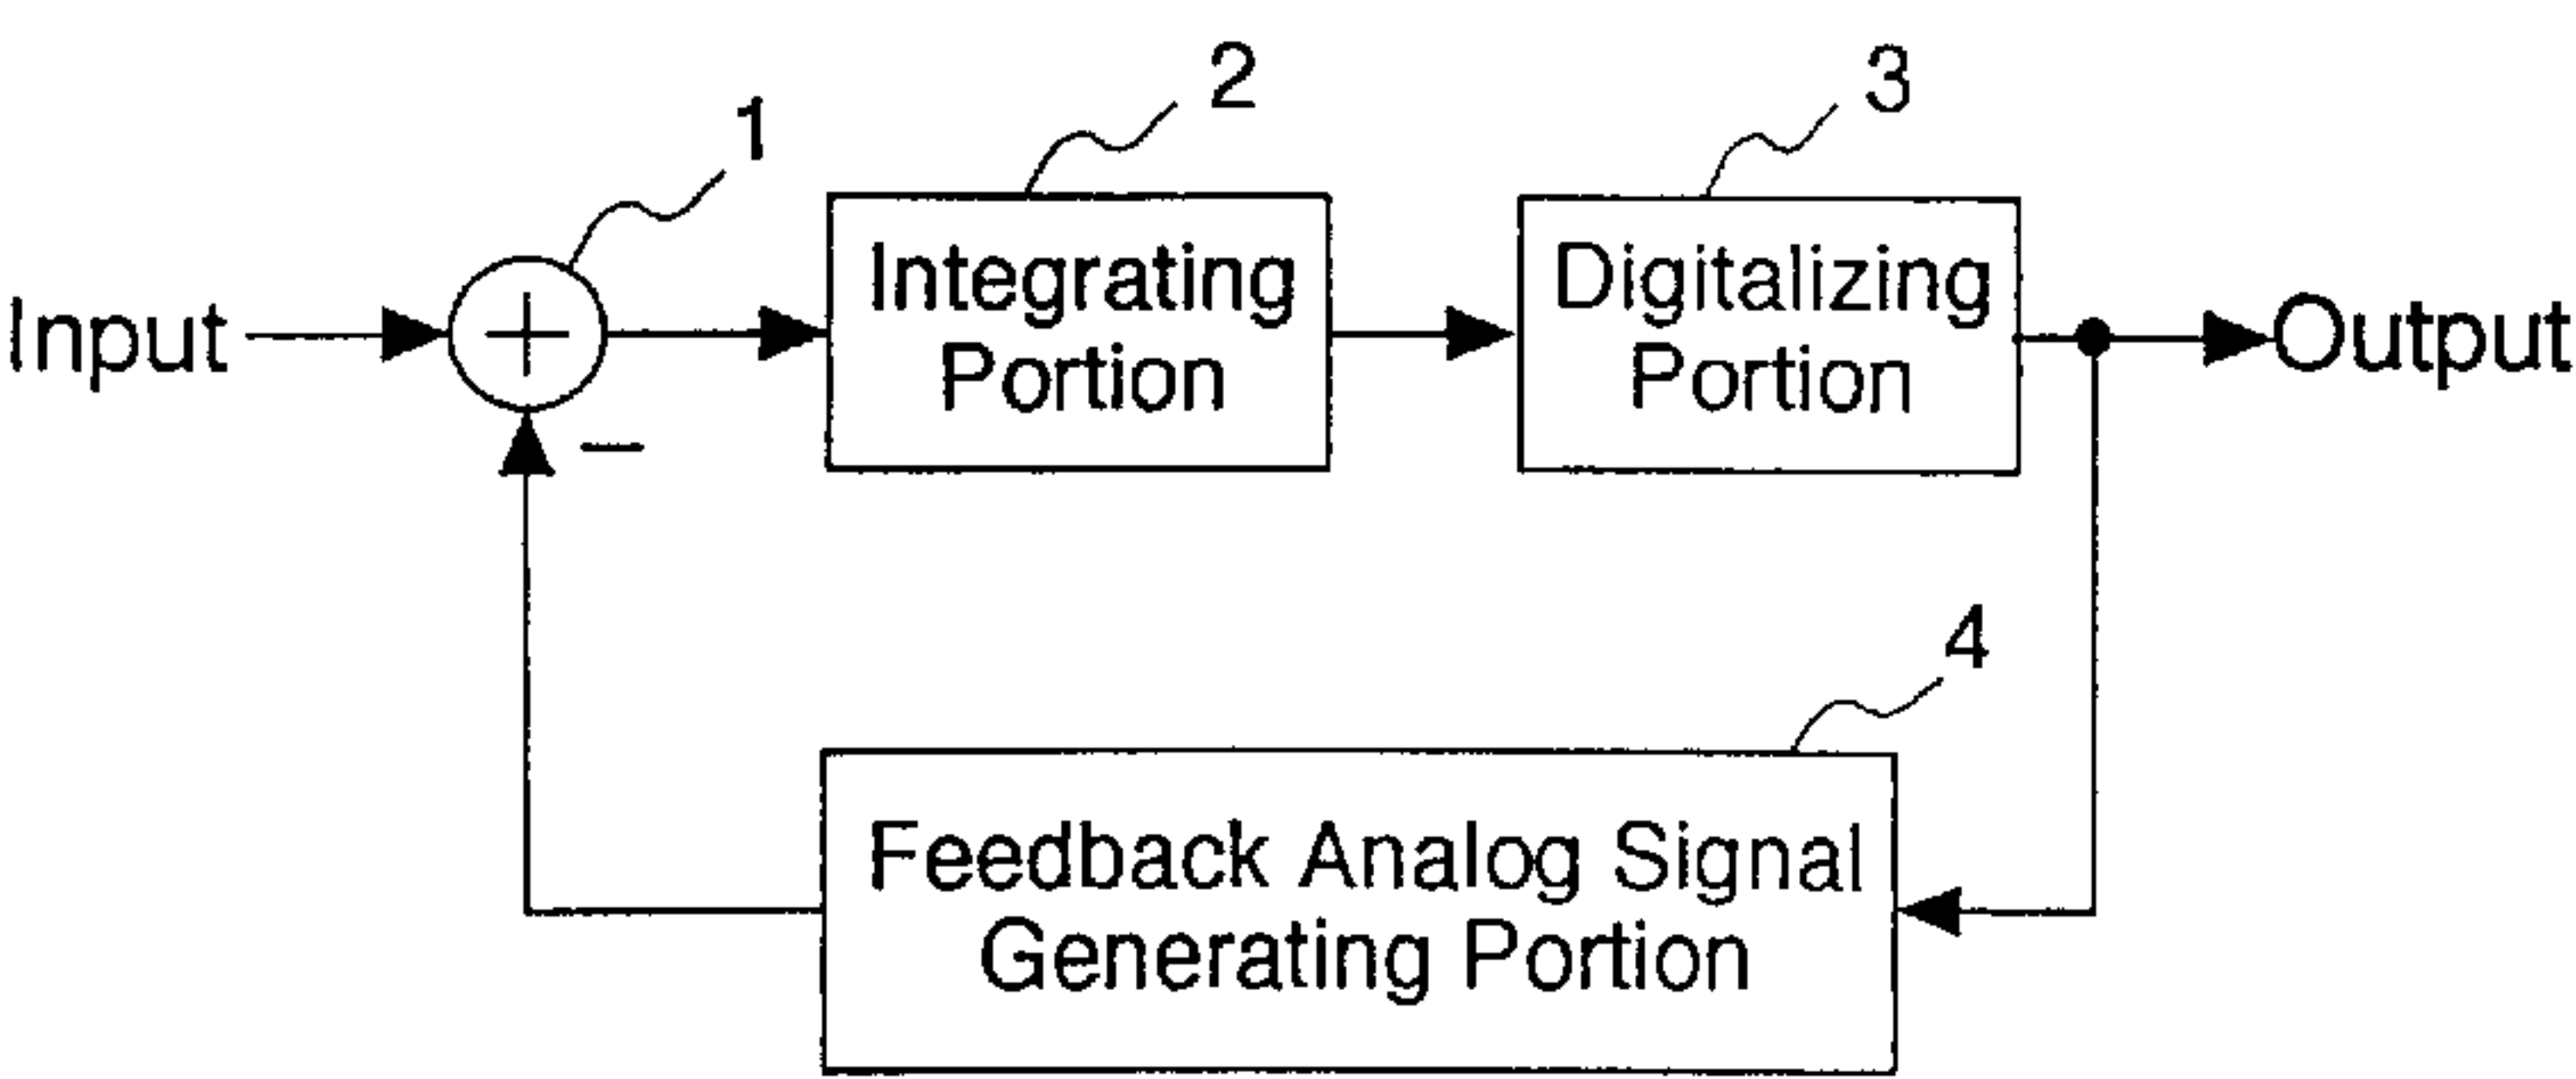 1
2
3
Input
+
Integrating
Portion
Digitalizing
Portion
Output
−
4
Feedback Analog Signal
Generating Portion